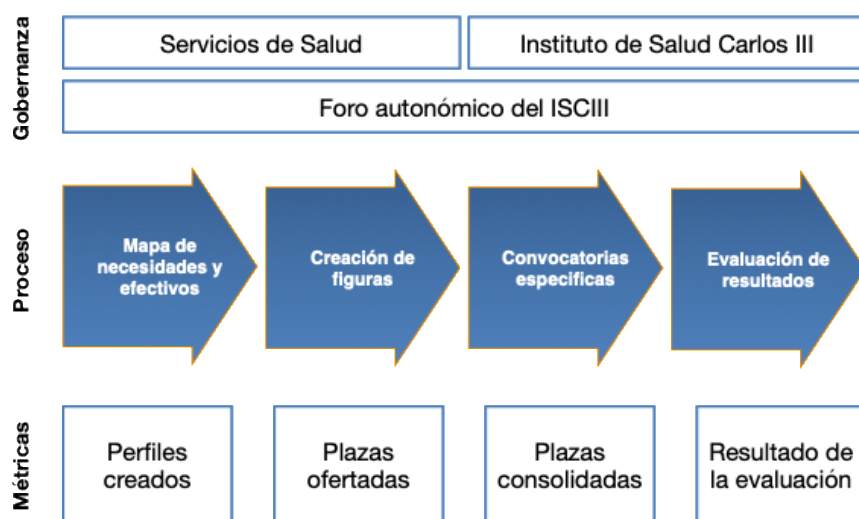 Gobernanza
Servicios de Salud
Instituto de Salud Carlos III
Foro autonómico del ISCIII
Proceso
Mapa de
necesidades y
efectivos
Creación de
figuras
Convocatorias
especificas
Evaluación de
resultados
Métricas
Perfiles
creados
Plazas
ofertadas
Plazas
consolidadas
Resultado de
la evaluación